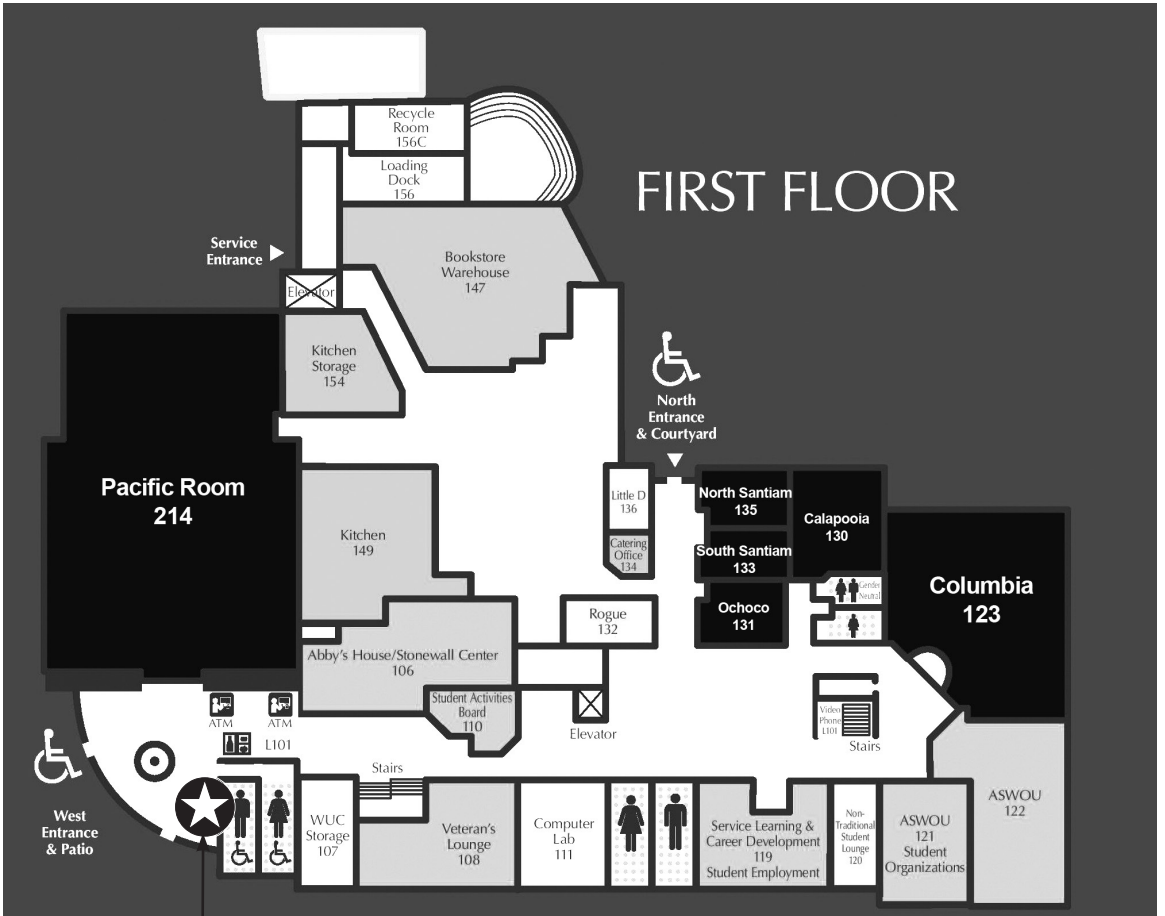 FIRST FLOOR
Recycle
Room
156C
Loading
Dock
156
Service
Entrance
Bookstore
Warehouse
147
Elevator
Kitchen
Storage
154
North
Entrance
& Courtyard
Pacific Room
214
Kitchen
149
Little D
136
Catering
Office
134
North Santiam
135
South Santiam
133
Calapooia
130
Ochoco
131
Gender
Neutral
Columbia
123
Rogue
132
Abby's House/Stonewall Center
106
Student Activities
Board
110
Elevator
ATM
ATM
L101
Video
Phone
L101
Stairs
Stairs
West
Entrance
& Patio
WUC
Storage
107
Veteran's
Lounge
108
Computer
Lab
111
Service Learning &
Career Development
119
Student Employment
Non-
Traditional
Student
Lounge
120
ASWOU
121
Student
Organizations
ASWOU
122